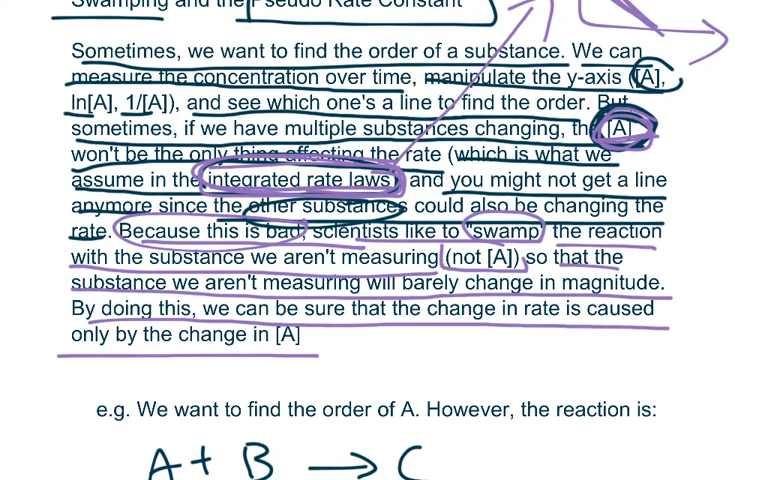 Swamping and the Pseudo Rate Constant
Sometimes, we want to find the order of a substance. We can
measure the concentration over time, manipulate the y-axis ([A],
ln[A], 1/[A]), and see which one's a line to find the order. But
sometimes, if we have multiple substances changing, the [A]
won't be the only thing affecting the rate (which is what we
assume in the integrated rate laws) and you might not get a line
anymore since the other substances could also be changing the
rate. Because this is bad, scientists like to "swamp" the reaction
with the substance we aren't measuring (not [A]) so that the
substance we aren't measuring will barely change in magnitude.
By doing this, we can be sure that the change in rate is caused
only by the change in [A]
e.g. We want to find the order of A. However, the reaction is:
A + B → C